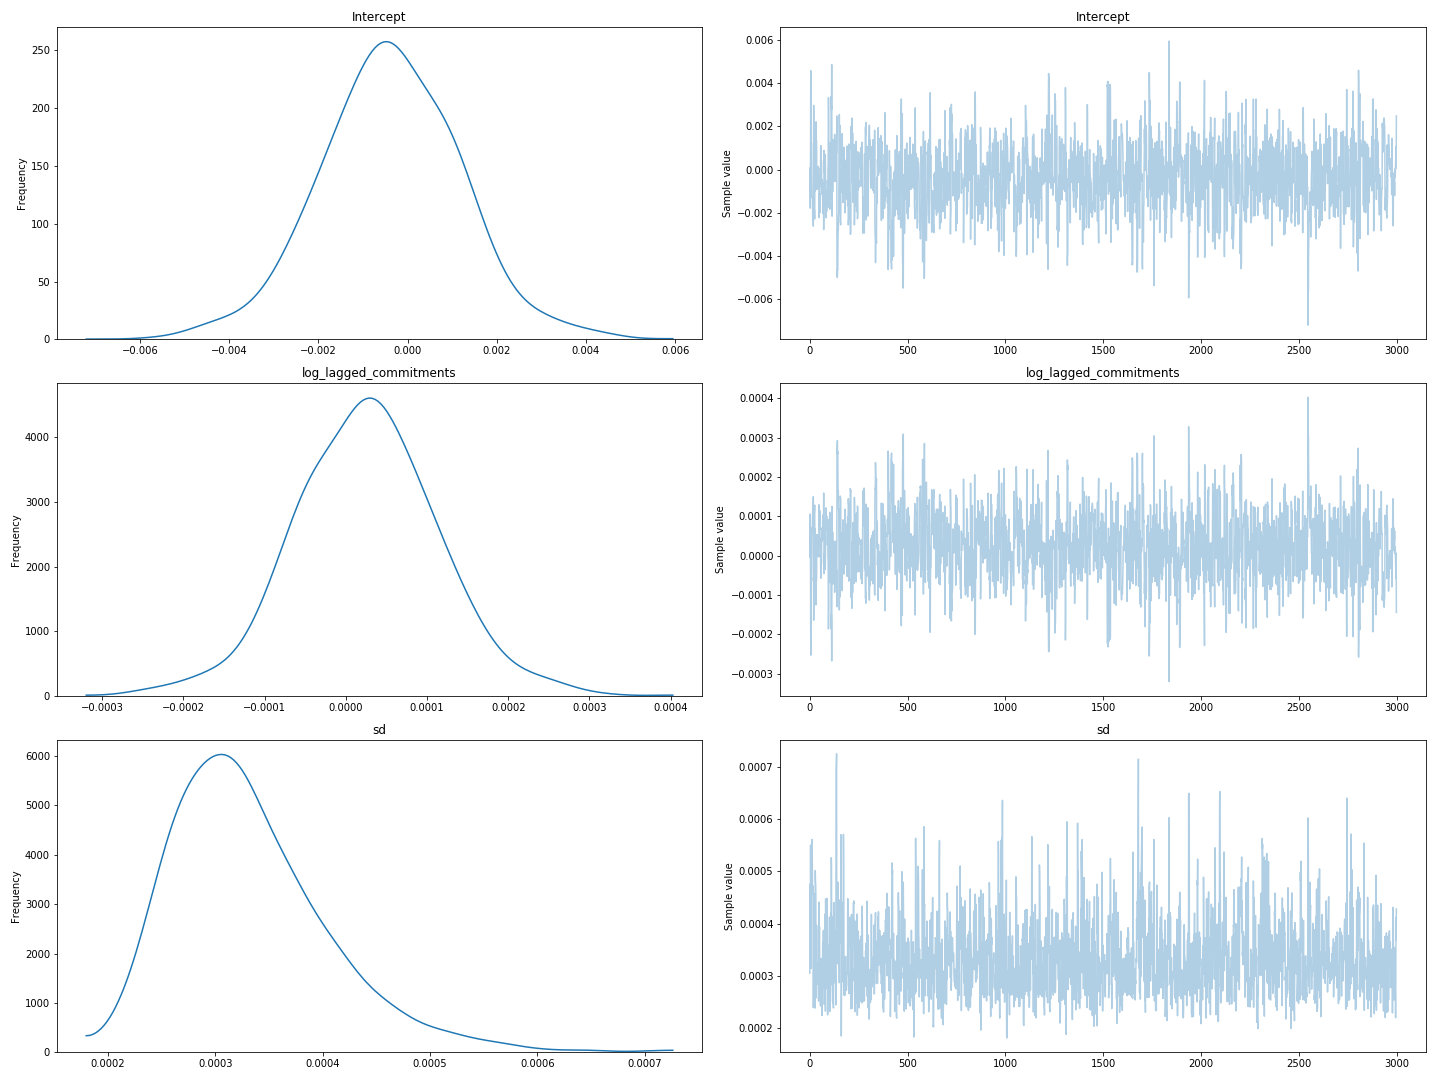 Intercept
Frequency
250
200
150
100
50
0
−0.006 −0.004 −0.002 0.000 0.002 0.004 0.006
Intercept
Sample value
0.006
0.004
0.002
0.000
−0.002
−0.004
−0.006
0 500 1000 1500 2000 2500 3000
log_lagged_commitments
Frequency
4000
3000
2000
1000
0
−0.0003 −0.0002 −0.0001 0.0000 0.0001 0.0002 0.0003 0.0004
log_lagged_commitments
Sample value
0.0004
0.0003
0.0002
0.0001
0.0000
−0.0001
−0.0002
−0.0003
0 500 1000 1500 2000 2500 3000
sd
Frequency
6000
5000
4000
3000
2000
1000
0
0.0002 0.0003 0.0004 0.0005 0.0006 0.0007
sd
Sample value
0.0007
0.0006
0.0005
0.0004
0.0003
0.0002
0 500 1000 1500 2000 2500 3000